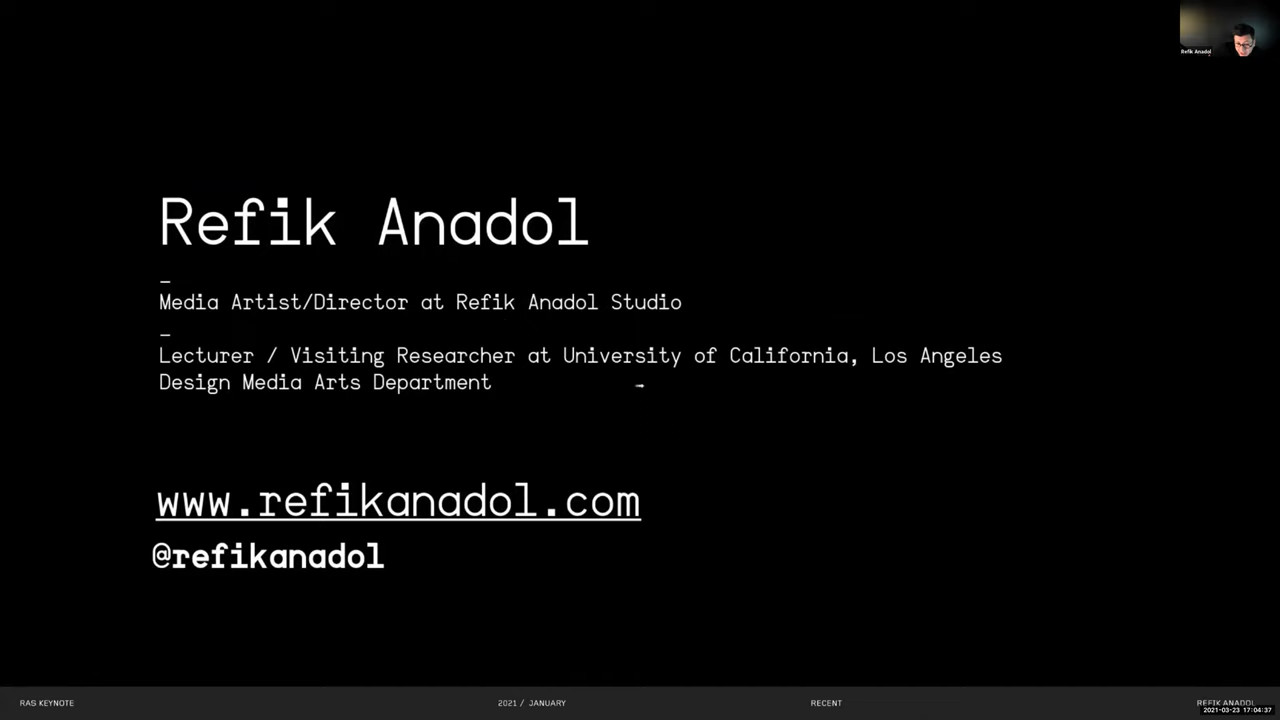 Refik Anadol
Refik Anadol
–
Media Artist/Director at Refik Anadol Studio
–
Lecturer / Visiting Researcher at University of California, Los Angeles
Design Media Arts Department
www.refikanadol.com
@refikanadol
RAS KEYNOTE
2021 / JANUARY
RECENT
REFIK ANADOL
2021-03-23 17:04:37